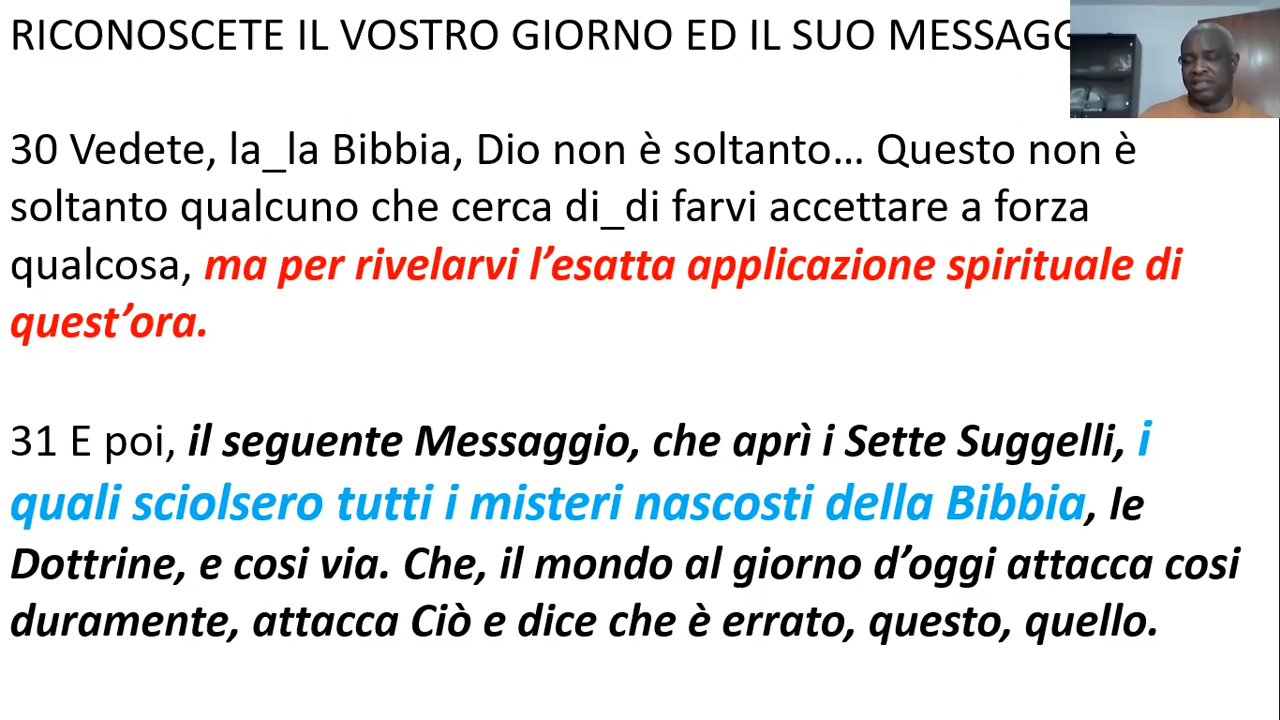 RICONOSCETE IL VOSTRO GIORNO ED IL SUO
30 Vedete, la_la Bibbia, Dio non è soltanto… Questo non è
soltanto qualcuno che cerca di_di farvi accettare a forza
qualcosa, ma per rivelarvi l’esatta applicazione spirituale di
quest’ora.
31 E poi, il seguente Messaggio, che aprì i Sette Suggelli, i
quali sciolsero tutti i misteri nascosti della Bibbia, le
Dottrine, e cosi via. Che, il mondo al giorno d’oggi attacca cosi
duramente, attacca Ciò e dice che è errato, questo, quello.